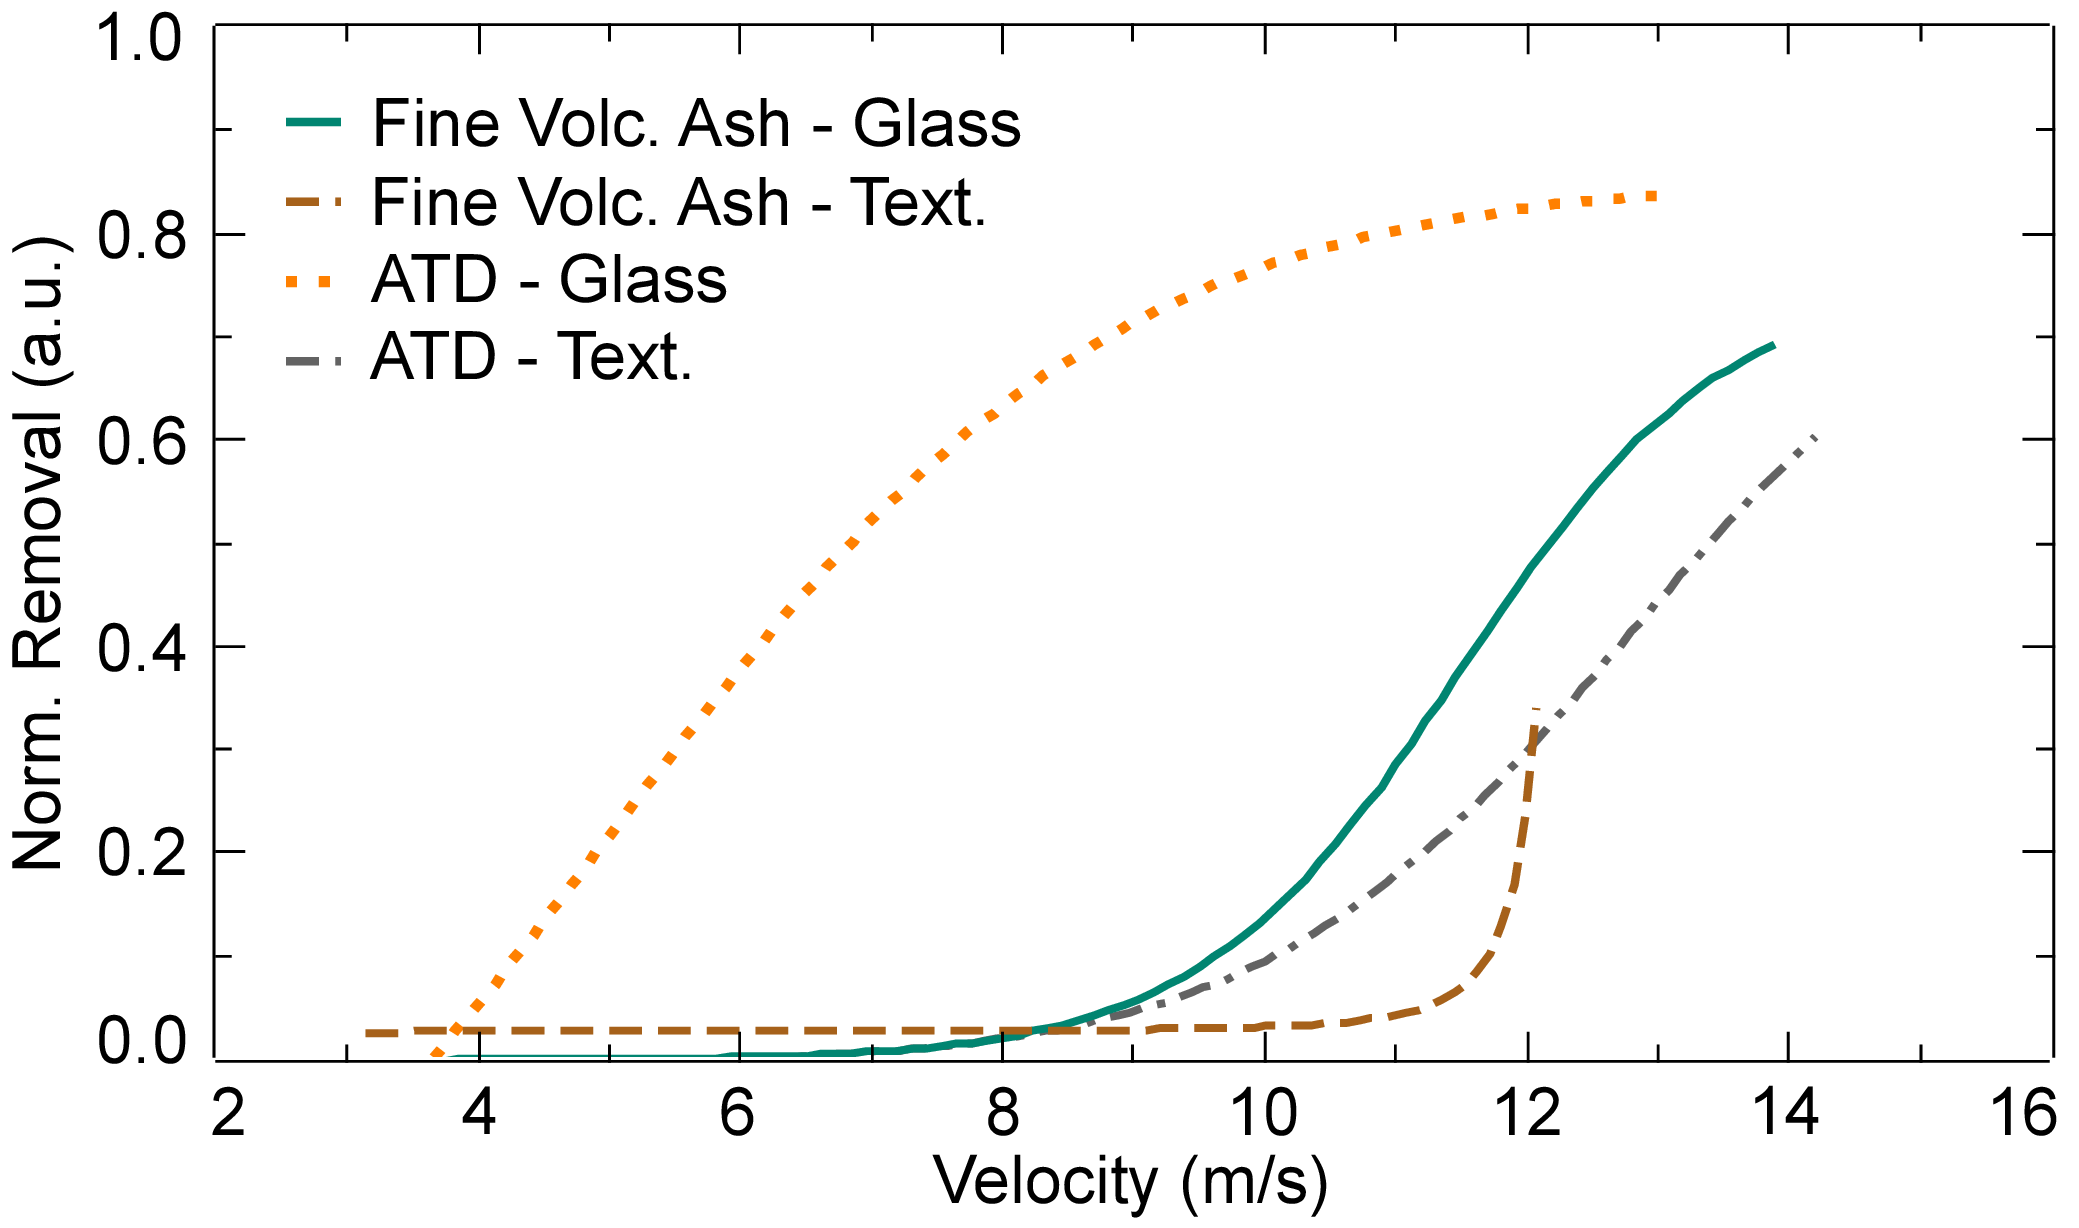 1.0
0.8
0.6
0.4
0.2
0.0
Norm. Removal (a.u.)
Fine Volc. Ash - Glass
Fine Volc. Ash - Text.
ATD - Glass
ATD - Text.
2 4 6 8 10 12 14 16
Velocity (m/s)